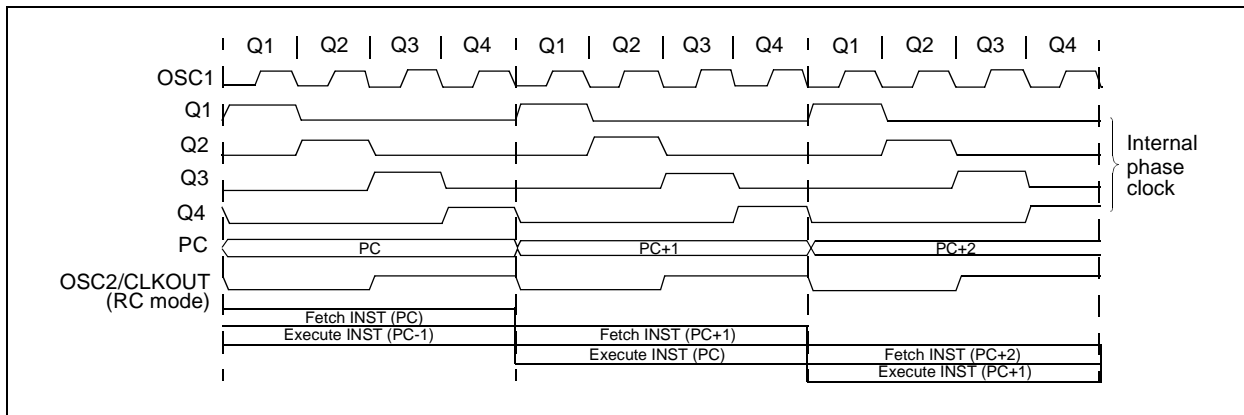 Q1 Q2 Q3 Q4 Q1 Q2 Q3 Q4 Q1 Q2 Q3 Q4
OSC1
Q1
Q2
Q3
Q4
Internal
phase
clock
PC PC PC+1 PC+2
OSC2/CLKOUT
(RC mode)
Fetch INST (PC)
Execute INST (PC-1) Fetch INST (PC+1)
Execute INST (PC) Fetch INST (PC+2)
Execute INST (PC+1)